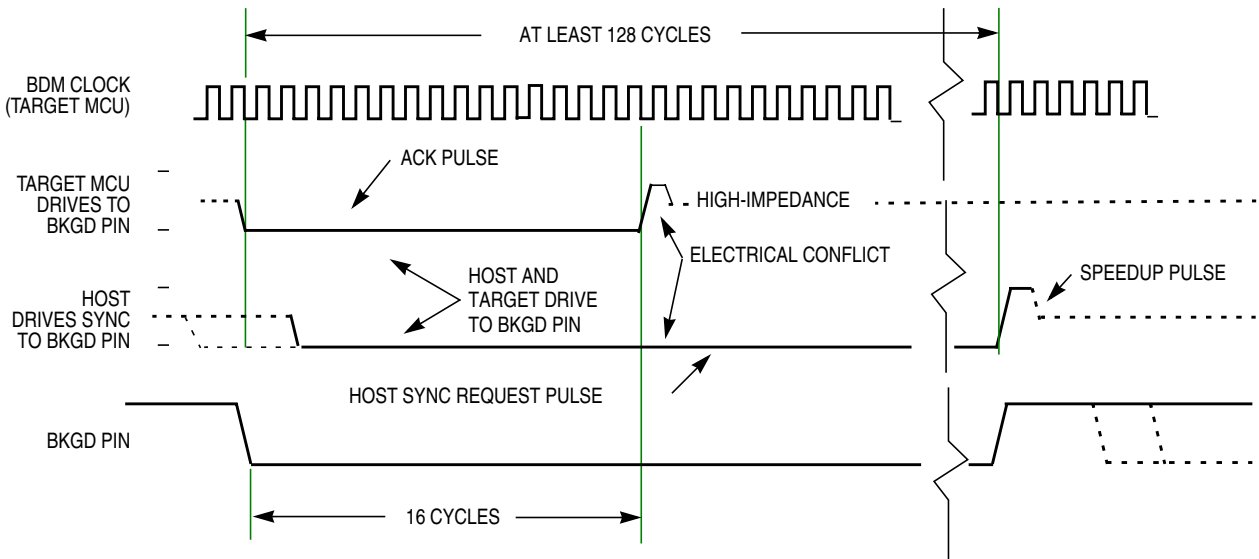 AT LEAST 128 CYCLES
BDM CLOCK
(TARGET MCU)
ACK PULSE
TARGET MCU
DRIVES TO
BKGD PIN
HIGH-IMPEDANCE
ELECTRICAL CONFLICT
HOST AND
TARGET DRIVE
TO BKGD PIN
SPEEDUP PULSE
HOST
DRIVES SYNC
TO BKGD PIN
HOST SYNC REQUEST PULSE
BKGD PIN
16 CYCLES